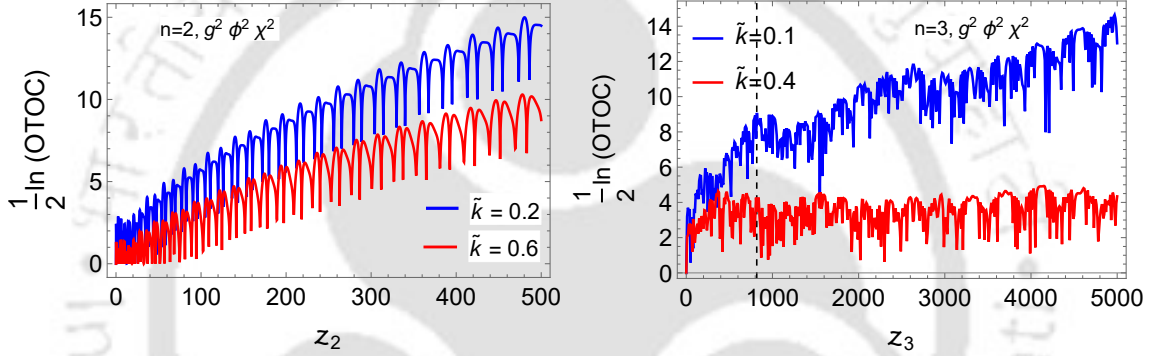 n=2, g² ϕ² χ²
½ ln (OTOC)
15
10
5
0
k̃ = 0.2
k̃ = 0.6
0 100 200 300 400 500
z₂
n=3, g² ϕ² χ²
k̃=0.1
k̃=0.4
½ ln (OTOC)
14
12
10
8
6
4
2
0
0 1000 2000 3000 4000 5000
z₃